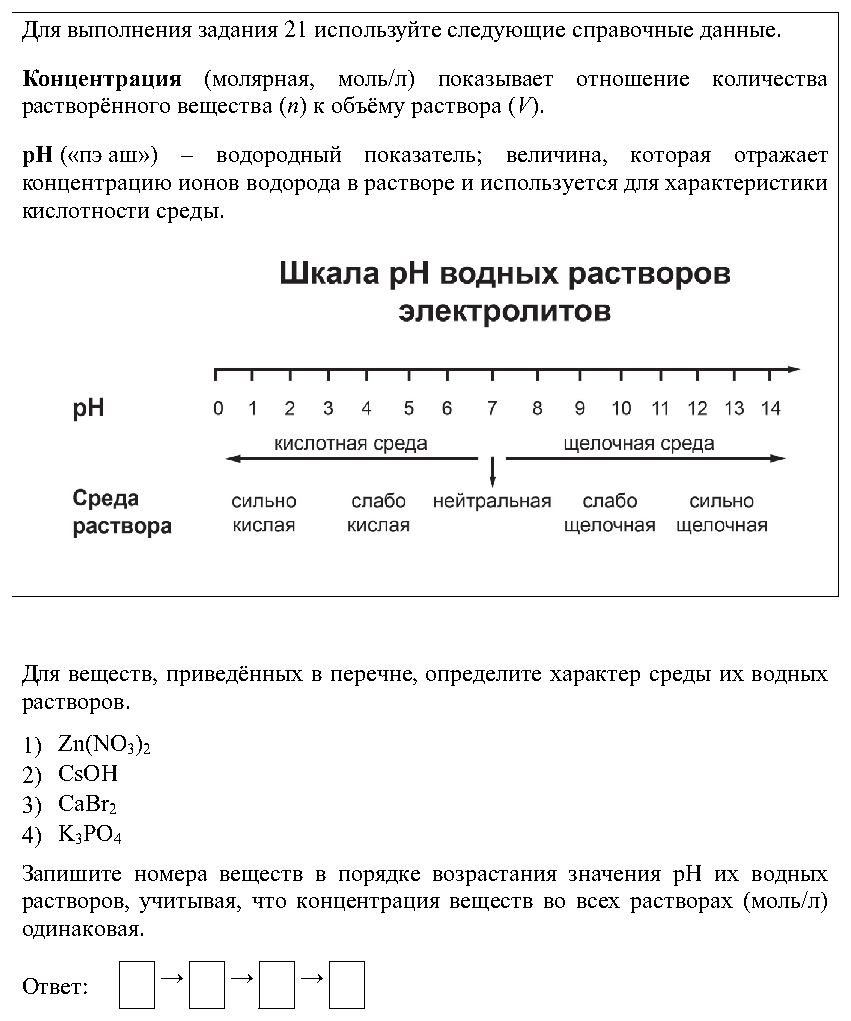 Для выполнения задания 21 используйте следующие справочные данные.
Концентрация (молярная, моль/л) показывает отношение количества
растворённого вещества (n) к объёму раствора (V).
pH («пэ аш») – водородный показатель; величина, которая отражает
концентрацию ионов водорода в растворе и используется для характеристики
кислотности среды.
Шкала pH водных растворов
электролитов
pH 0 1 2 3 4 5 6 7 8 9 10 11 12 13 14
кислотная среда щелочная среда
Среда сильно слабо нейтральная слабо сильно
раствора кислая кислая щелочная щелочная
Для веществ, приведённых в перечне, определите характер среды их водных
растворов.
1) Zn(NO₃)₂
2) CsOH
3) CaBr₂
4) K₃PO₄
Запишите номера веществ в порядке возрастания значения pH их водных
растворов, учитывая, что концентрация веществ во всех растворах (моль/л)
одинаковая.
Ответ: → → →